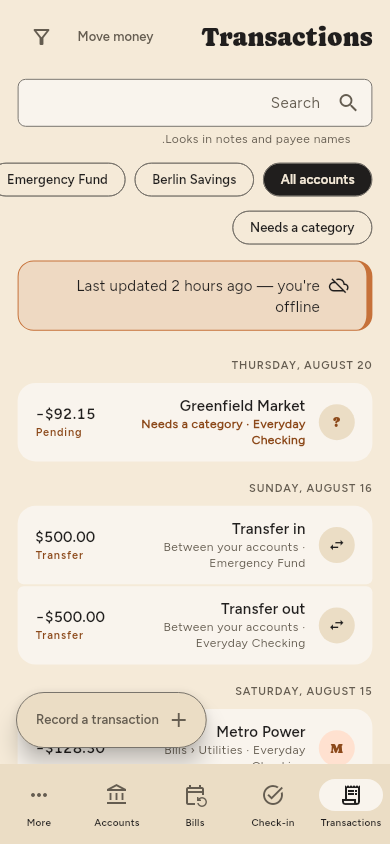 Transactions
Move money
Search
.Looks in notes and payee names
All accounts
Berlin Savings
Emergency Fund
Needs a category
Last updated 2 hours ago — you're
offline
THURSDAY, AUGUST 20
?
Greenfield Market
Needs a category · Everyday
Checking
-$92.15
Pending
SUNDAY, AUGUST 16
Transfer in
Between your accounts ·
Emergency Fund
$500.00
Transfer
Transfer out
Between your accounts ·
Everyday Checking
-$500.00
Transfer
SATURDAY, AUGUST 15
M
Metro Power
Bills › Utilities · Everyday
Record a transaction
Transactions
Check-in
Bills
Accounts
More